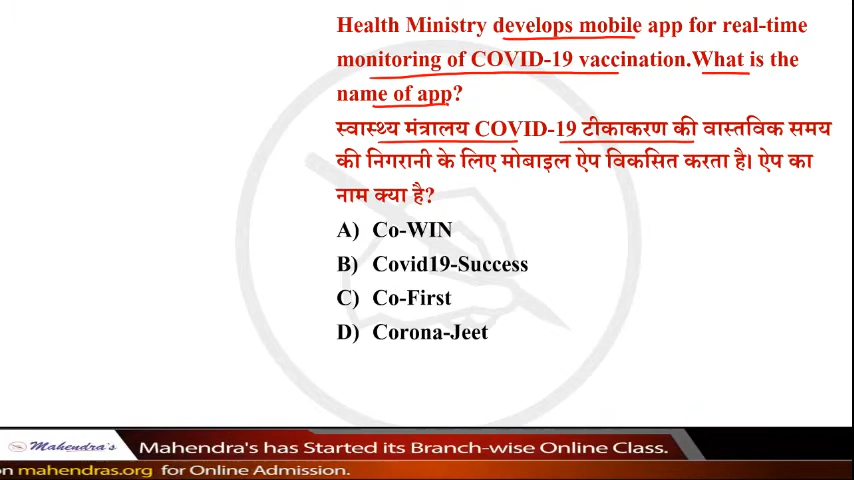 Health Ministry develops mobile app for real-time
monitoring of COVID-19 vaccination.What is the
name of app?
स्वास्थ्य मंत्रालय COVID-19 टीकाकरण की वास्तविक समय
की निगरानी के लिए मोबाइल ऐप विकसित करता है। ऐप का
नाम क्या है?
A) Co-WIN
B) Covid19-Success
C) Co-First
D) Corona-Jeet
Mahendra's Mahendra's has Started its Branch-wise Online Class.
on mahendras.org for Online Admission.